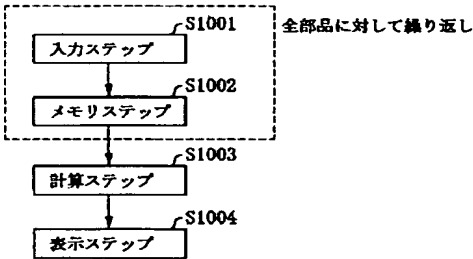 S1001
全部品に対して繰り返し
入力ステップ
S1002
メモリステップ
S1003
計算ステップ
S1004
表示ステップ